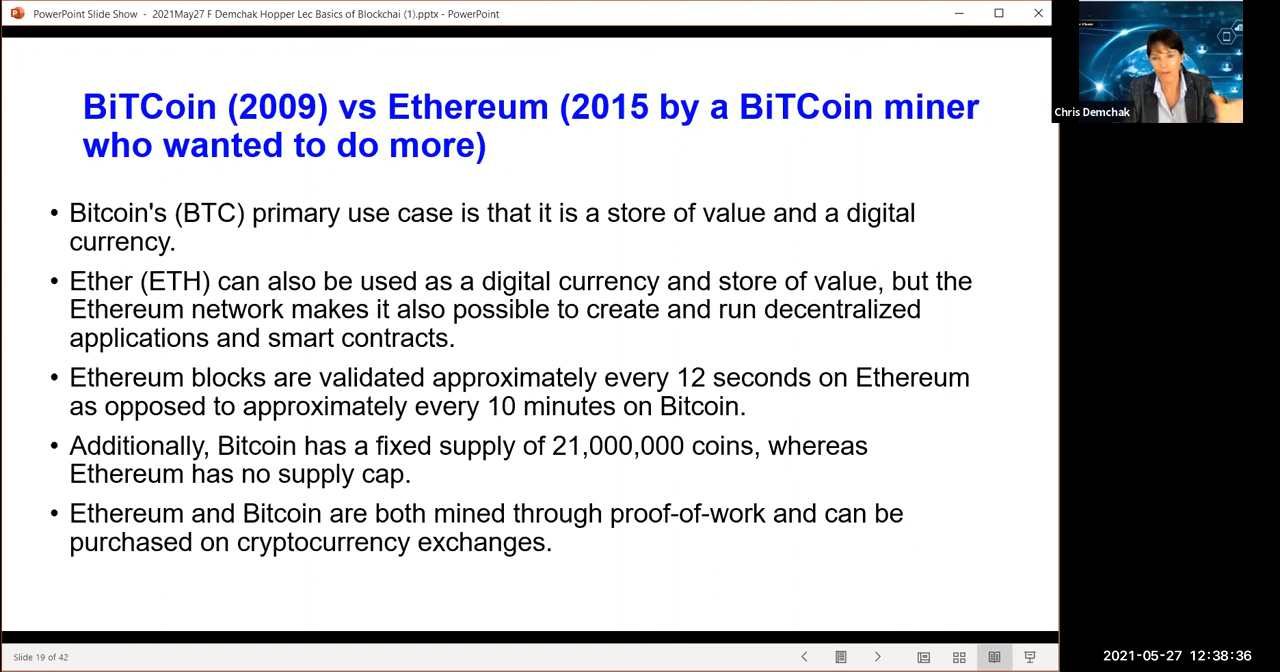 PowerPoint Slide Show - 2021May27 F Demchak Hopper Lec Basics of Blockchai (1).pptx - PowerPoint
BiTCoin (2009) vs Ethereum (2015 by a BiTCoin miner
who wanted to do more)
• Bitcoin's (BTC) primary use case is that it is a store of value and a digital
currency.
• Ether (ETH) can also be used as a digital currency and store of value, but the
Ethereum network makes it also possible to create and run decentralized
applications and smart contracts.
• Ethereum blocks are validated approximately every 12 seconds on Ethereum
as opposed to approximately every 10 minutes on Bitcoin.
• Additionally, Bitcoin has a fixed supply of 21,000,000 coins, whereas
Ethereum has no supply cap.
• Ethereum and Bitcoin are both mined through proof-of-work and can be
purchased on cryptocurrency exchanges.
Slide 19 of 42
Chris Demchak
2021-05-27 12:38:36